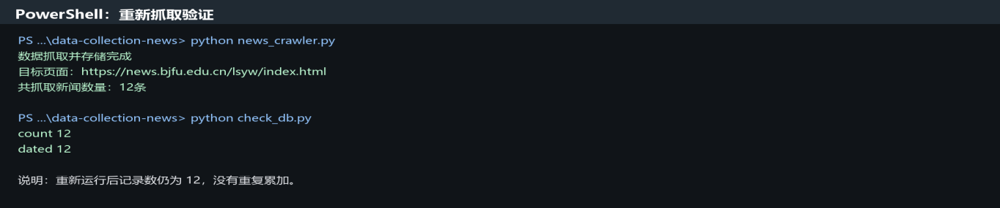 PowerShell：重新抓取验证
PS ...\data-collection-news> python news_crawler.py
数据抓取并存储完成
目标页面：https://news.bjfu.edu.cn/lsyw/index.html
共抓取新闻数量：12条
PS ...\data-collection-news> python check_db.py
count 12
dated 12
说明：重新运行后记录数仍为 12，没有重复累加。